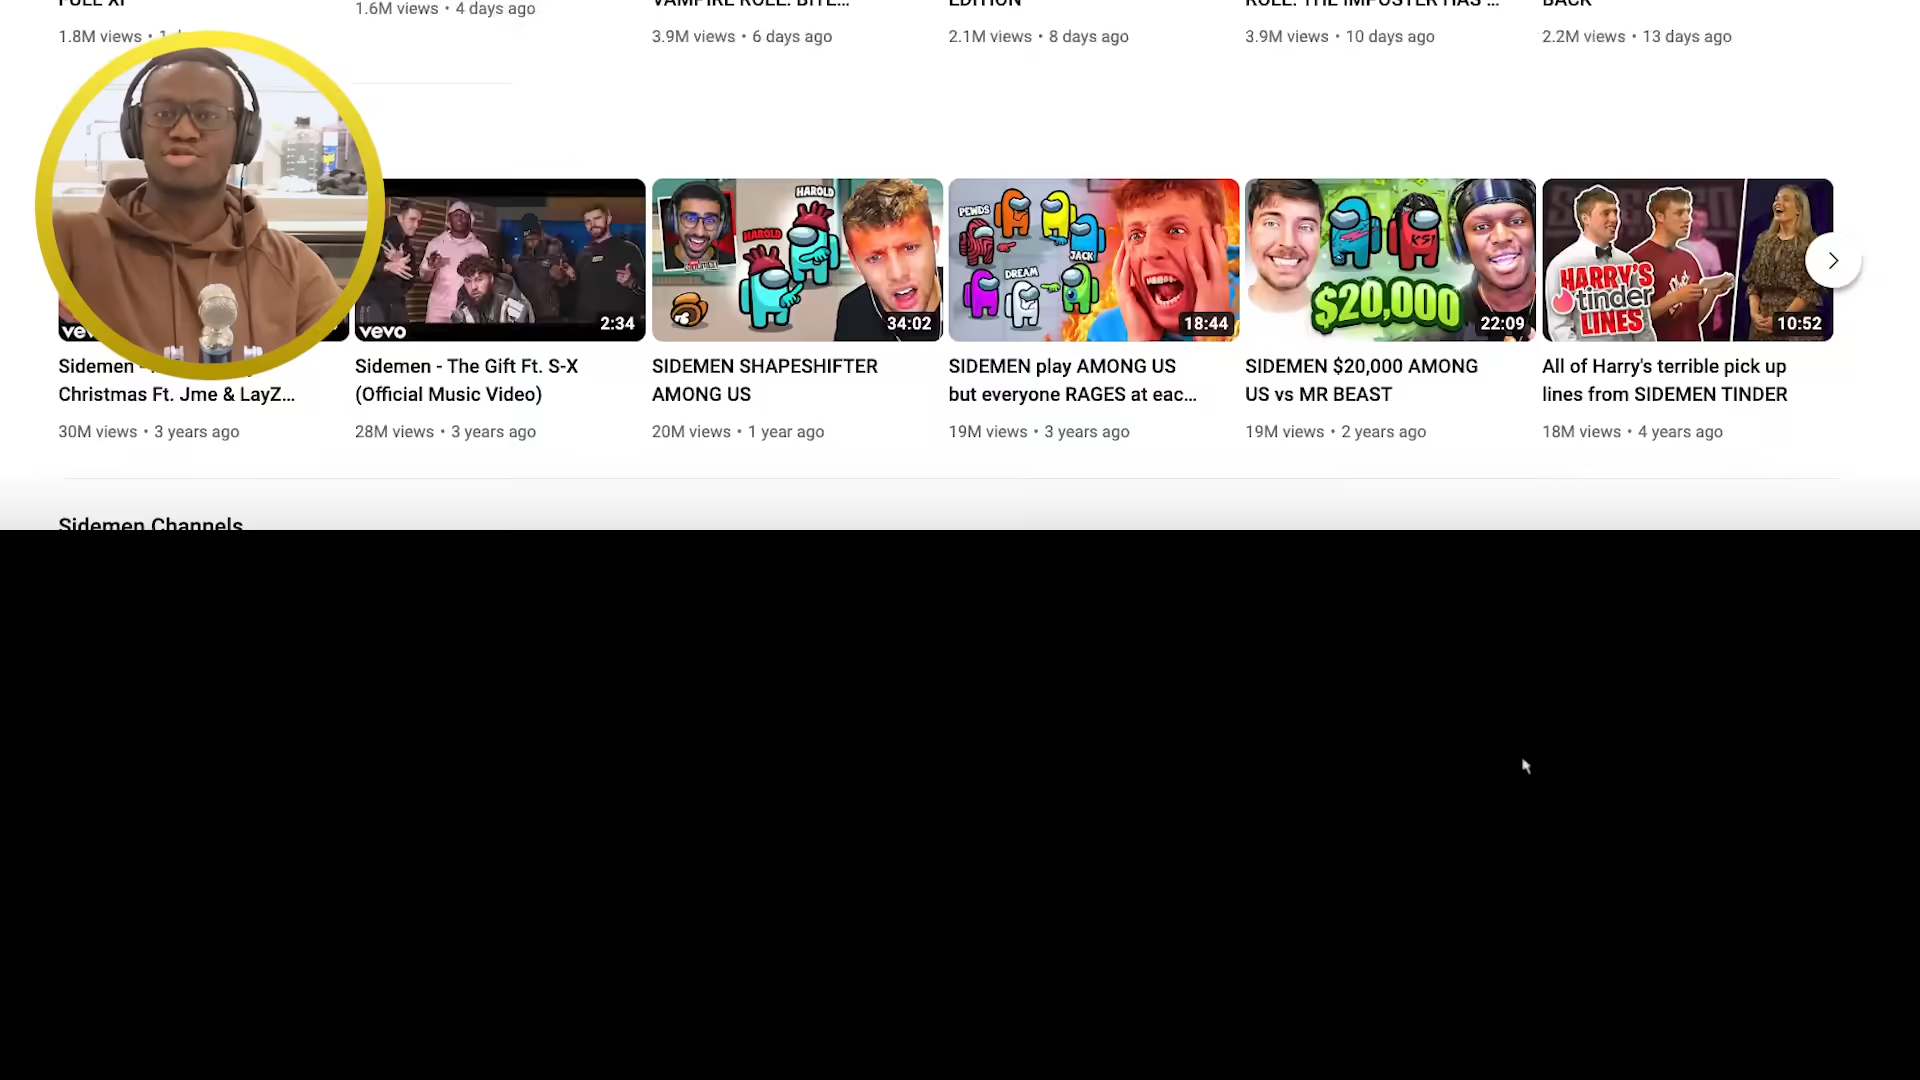 1.6M views • 4 days ago
1.8M views •
3.9M views • 6 days ago
2.1M views • 8 days ago
3.9M views • 10 days ago
2.2M views • 13 days ago
vevo
2:34
HAROLD
HAROLD
34:02
PEWDS
JACK
DREAM
18:44
KSI
$20,000
22:09
HARRY'S
tinder
LINES
10:52
Sidemen -
Christmas Ft. Jme & LayZ...
30M views • 3 years ago
Sidemen - The Gift Ft. S-X
(Official Music Video)
28M views • 3 years ago
SIDEMEN SHAPESHIFTER
AMONG US
20M views • 1 year ago
SIDEMEN play AMONG US
but everyone RAGES at eac...
19M views • 3 years ago
SIDEMEN $20,000 AMONG
US vs MR BEAST
19M views • 2 years ago
All of Harry's terrible pick up
lines from SIDEMEN TINDER
18M views • 4 years ago
Sidemen Channels